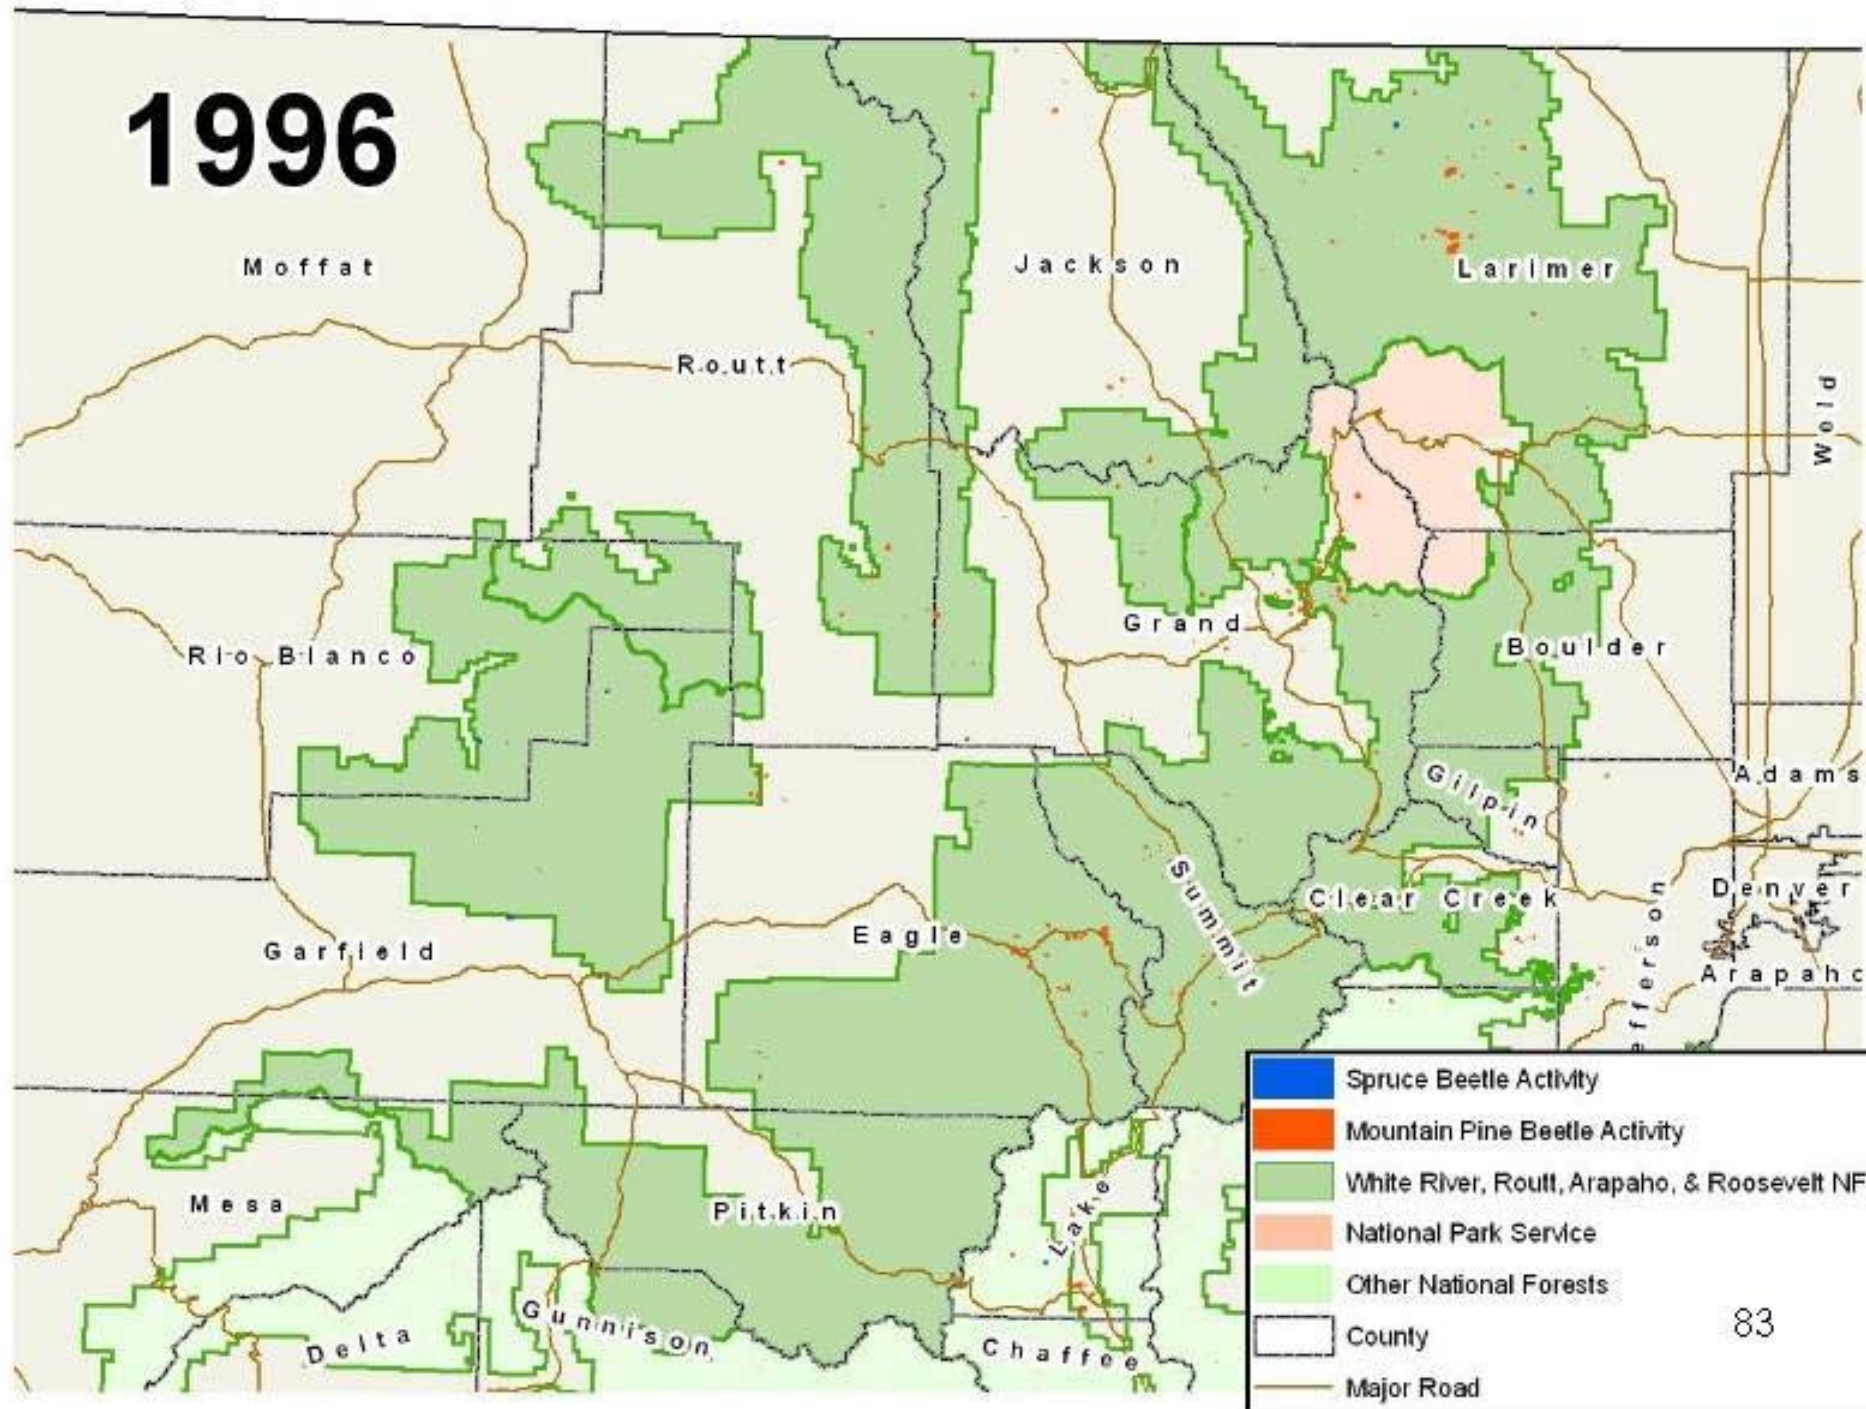 1996
Moffat
Jackson
Larimer
Routt
Weld
Rio Blanco
Grand
Boulder
Gilpin
Adams
Summit
Clear Creek
Denver
Eagle
Garfield
efferson
Arapaho
Mesa
Pitkin
Lake
Delta
Gunnison
Chaffee
Spruce Beetle Activity
Mountain Pine Beetle Activity
White River, Routt, Arapaho, & Roosevelt NF
National Park Service
Other National Forests
County
Major Road
83